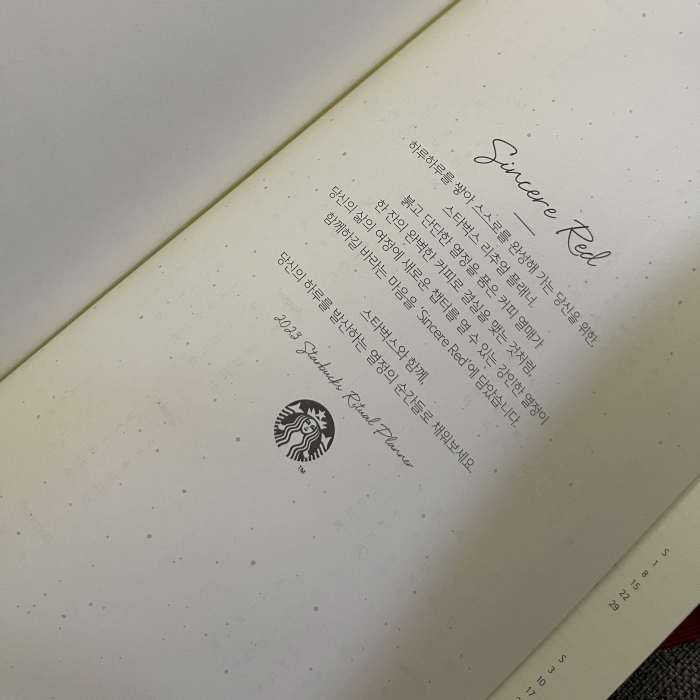 Sincere Red
하루하루를 쌓아 스스로를 완성해 가는 당신을 위한,
스타벅스 리추얼 플래너.
붉고 단단한 열정을 품은 커피 열매가
한 잔의 완벽한 커피로 결실을 맺는 것처럼,
당신의 삶의 여정에 새로운 챕터를 열 수 있는 강인한 열정이
함께하길 바라는 마음을 'Sincere Red'에 담았습니다.
스타벅스와 함께,
당신의 하루를 발산하는 열정의 순간들로 채워보세요.
2023 Starbucks Ritual Planner
TM
S
1
8
15
22
29
S
3
10
17